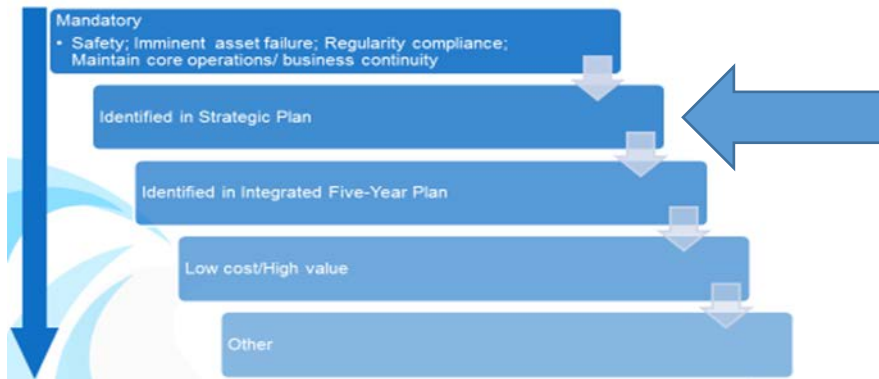 Mandatory
• Safety; Imminent asset failure; Regularity compliance;
Maintain core operations/ business continuity
Identified in Strategic Plan
Identified in Integrated Five-Year Plan
Low cost/High value
Other